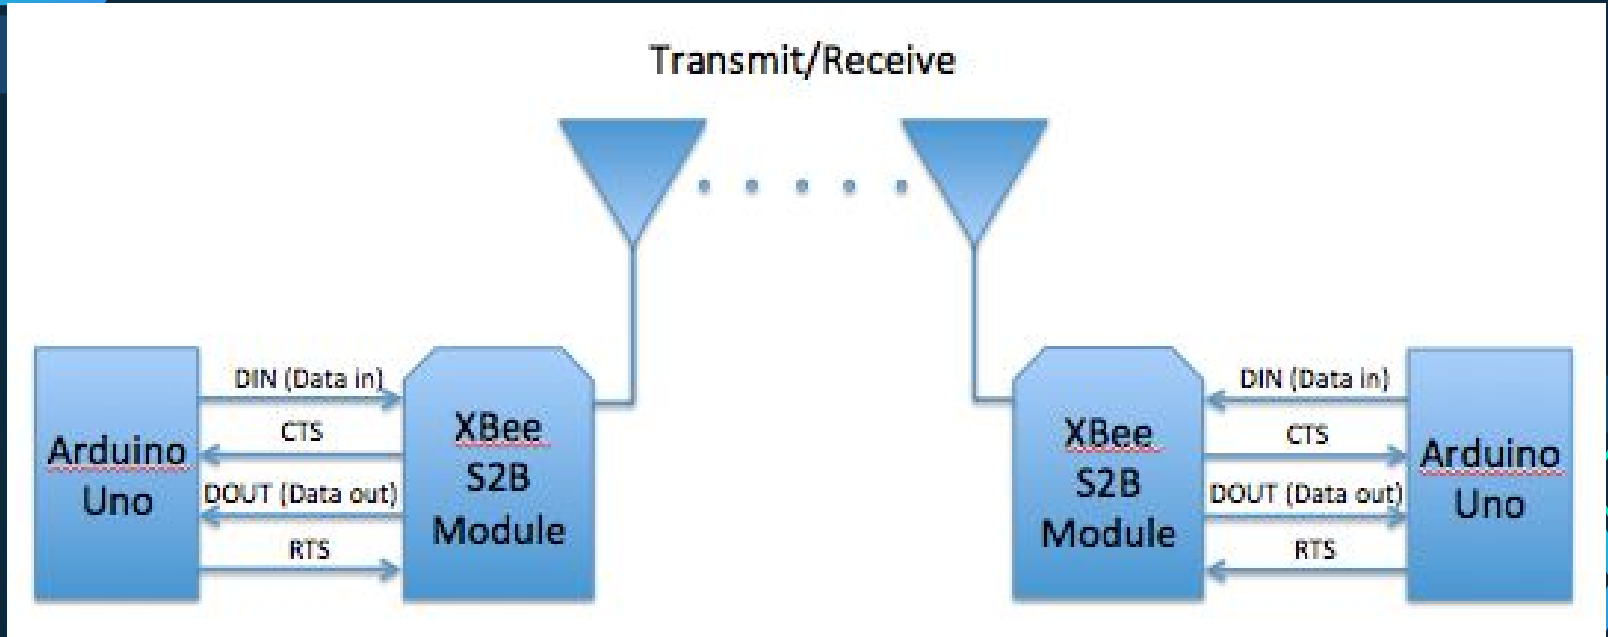 Transmit/Receive
Arduino
Uno
DIN (Data in)
CTS
DOUT (Data out)
RTS
XBee
S2B
Module
XBee
S2B
Module
DIN (Data in)
CTS
DOUT (Data out)
RTS
Arduino
Uno